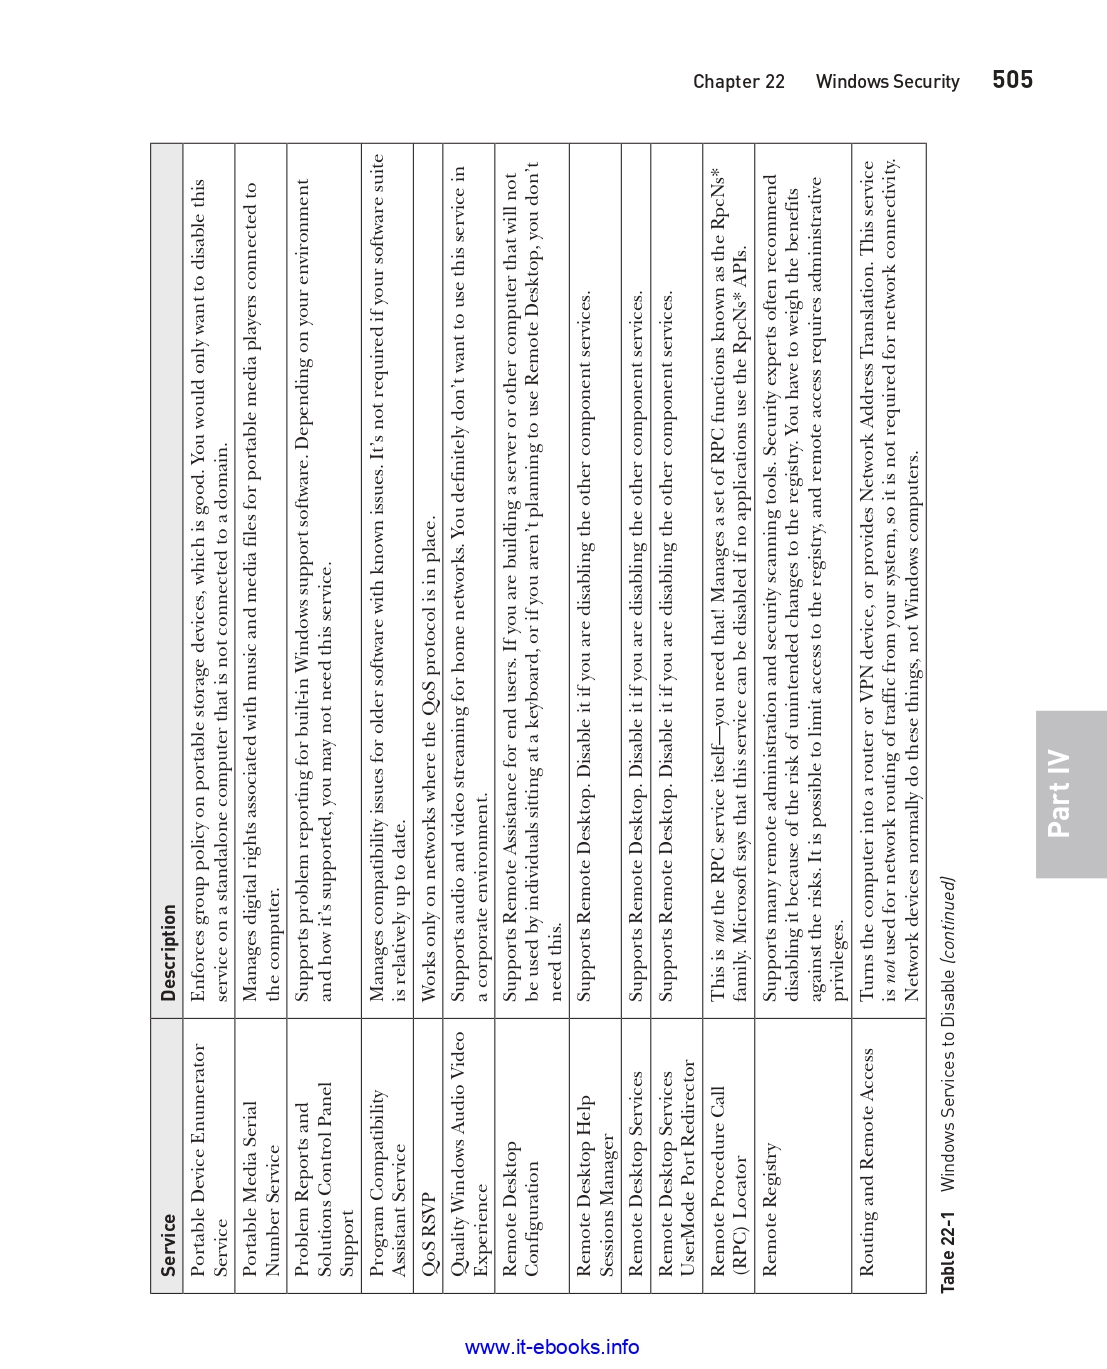 Chapter 22 Windows Security 505
Service Description
Portable Device Enumerator
Service
Enforces group policy on portable storage devices, which is good. You would only want to disable this
service on a standalone computer that is not connected to a domain.
Portable Media Serial
Number Service
Manages digital rights associated with music and media files for portable media players connected to
the computer.
Problem Reports and
Solutions Control Panel
Support
Supports problem reporting for built-in Windows support software. Depending on your environment
and how it’s supported, you may not need this service.
Program Compatibility
Assistant Service
Manages compatibility issues for older software with known issues. It’s not required if your software suite
is relatively up to date.
QoS RSVP
Works only on networks where the QoS protocol is in place.
Quality Windows Audio Video
Experience
Supports audio and video streaming for home networks. You definitely don’t want to use this service in
a corporate environment.
Remote Desktop
Configuration
Supports Remote Assistance for end users. If you are building a server or other computer that will not
be used by individuals sitting at a keyboard, or if you aren’t planning to use Remote Desktop, you don’t
need this.
Remote Desktop Help
Sessions Manager
Supports Remote Desktop. Disable it if you are disabling the other component services.
Remote Desktop Services
Supports Remote Desktop. Disable it if you are disabling the other component services.
Remote Desktop Services
UserMode Port Redirector
Supports Remote Desktop. Disable it if you are disabling the other component services.
Remote Procedure Call
(RPC) Locator
This is not the RPC service itself—you need that! Manages a set of RPC functions known as the RpcNs*
family. Microsoft says that this service can be disabled if no applications use the RpcNs* APIs.
Remote Registry
Supports many remote administration and security scanning tools. Security experts often recommend
disabling it because of the risk of unintended changes to the registry. You have to weigh the benefits
against the risks. It is possible to limit access to the registry, and remote access requires administrative
privileges.
Routing and Remote Access
Turns the computer into a router or VPN device, or provides Network Address Translation. This service
is not used for network routing of traffic from your system, so it is not required for network connectivity.
Network devices normally do these things, not Windows computers.
Table 22-1 Windows Services to Disable (continued)
Part IV
www.it-ebooks.info